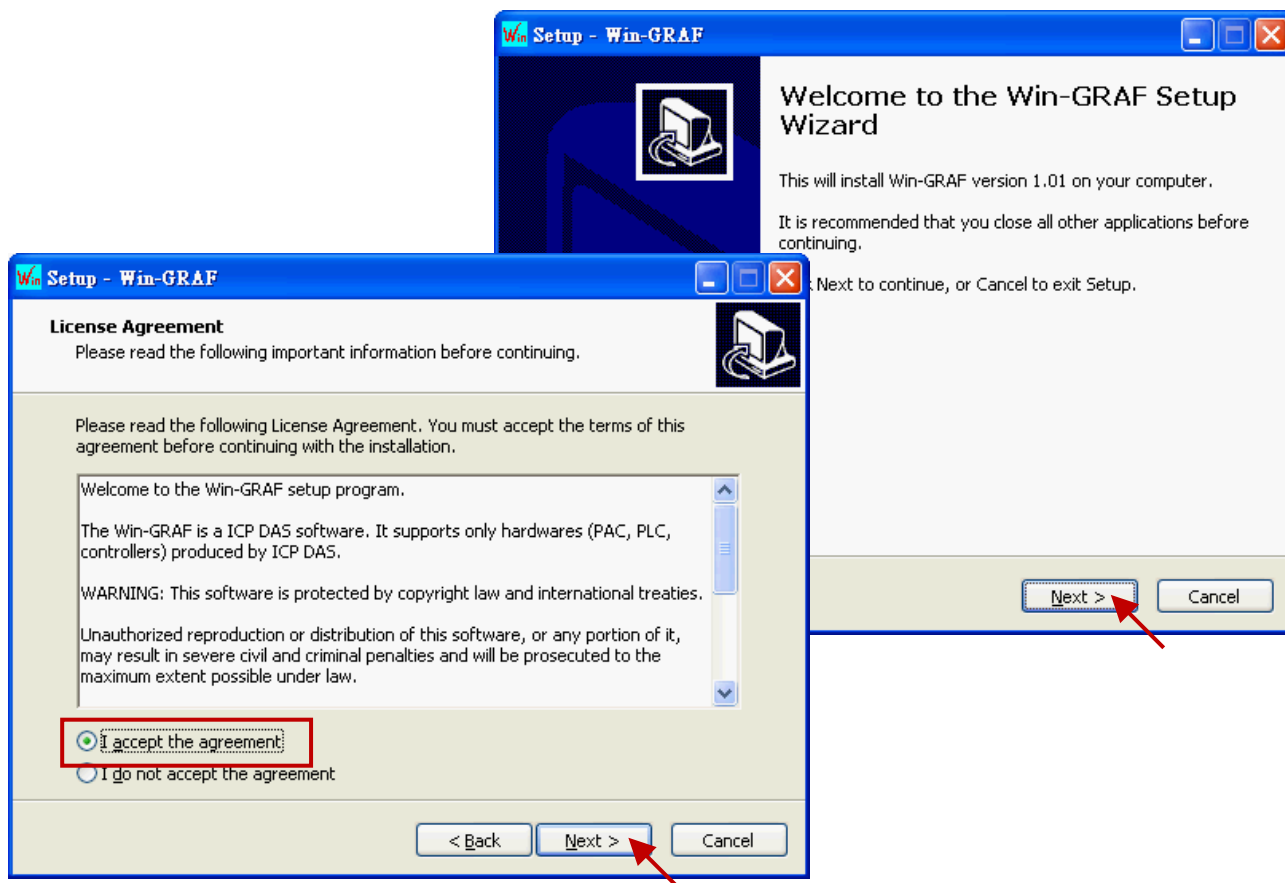 Setup - Win-GRAF
Welcome to the Win-GRAF Setup
Wizard
This will install Win-GRAF version 1.01 on your computer.
It is recommended that you close all other applications before
continuing.
Next to continue, or Cancel to exit Setup.
Next >
Cancel
Setup - Win-GRAF
License Agreement
Please read the following important information before continuing.
Please read the following License Agreement. You must accept the terms of this
agreement before continuing with the installation.
Welcome to the Win-GRAF setup program.
The Win-GRAF is a ICP DAS software. It supports only hardwares (PAC, PLC,
controllers) produced by ICP DAS.
WARNING: This software is protected by copyright law and international treaties.
Unauthorized reproduction or distribution of this software, or any portion of it,
may result in severe civil and criminal penalties and will be prosecuted to the
maximum extent possible under law.
I accept the agreement
I do not accept the agreement
< Back
Next >
Cancel